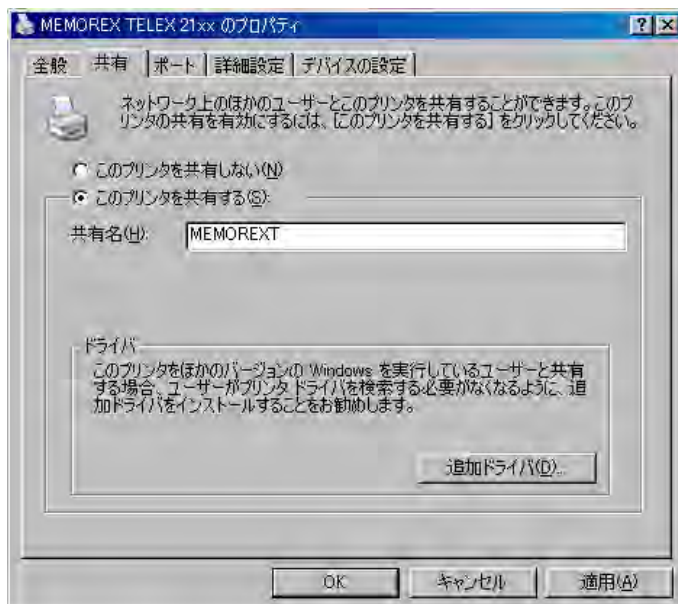 MEMOREX TELEX 21xx のプロパティ
全般 共有 ポート 詳細設定 デバイスの設定
ネットワーク上のほかのユーザーとこのプリンタを共有することができます。このプ
リンタの共有を有効にするには、[このプリンタを共有する] をクリックしてください。
このプリンタを共有しない(N)
このプリンタを共有する(S):
共有名(H): MEMOREXT
ドライバ
このプリンタをほかのバージョンの Windows を実行しているユーザーと共有
する場合、ユーザーがプリンタ ドライバを検索する必要がなくなるように、追
加ドライバをインストールすることをお勧めします。
追加ドライバ(D)...
OK キャンセル 適用(A)